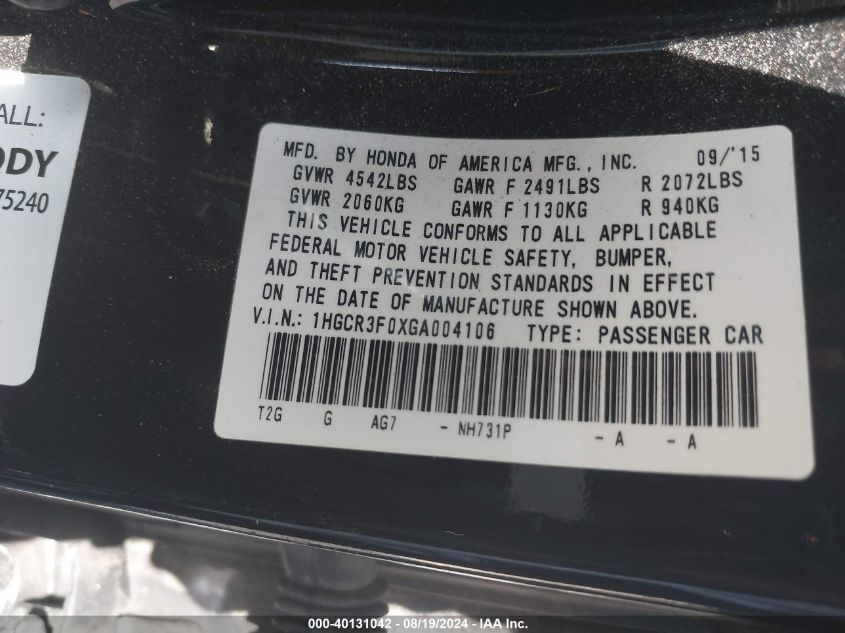 ALL:
ODY
75240
MFD. BY HONDA OF AMERICA MFG., INC. 09/'15
GVWR 4542LBS GAWR F 2491LBS R 2072LBS
GVWR 2060KG GAWR F 1130KG R 940KG
THIS VEHICLE CONFORMS TO ALL APPLICABLE
FEDERAL MOTOR VEHICLE SAFETY, BUMPER,
AND THEFT PREVENTION STANDARDS IN EFFECT
ON THE DATE OF MANUFACTURE SHOWN ABOVE.
V.I.N.: 1HGCR3F0XGA004106 TYPE: PASSENGER CAR
T2G G AG7 - NH731P - A - A
000-40131042 - 08/19/2024 - IAA Inc.